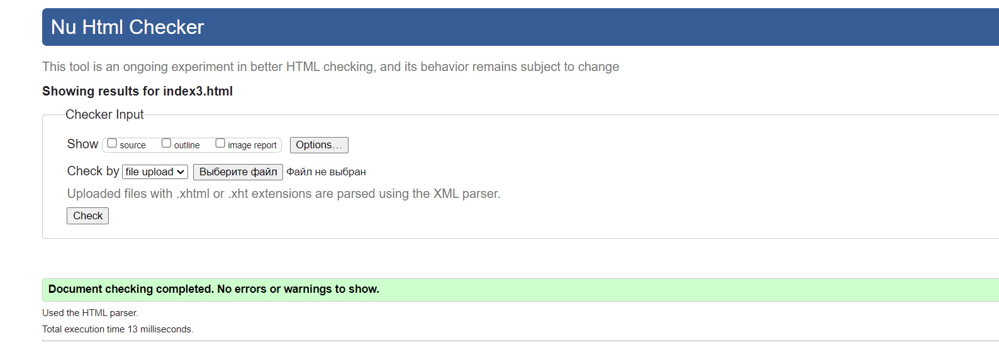 Nu Html Checker
This tool is an ongoing experiment in better HTML checking, and its behavior remains subject to change
Showing results for index3.html
Checker Input
Show source outline image report Options...
Check by file upload Выберите файл Файл не выбран
Uploaded files with .xhtml or .xht extensions are parsed using the XML parser.
Check
Document checking completed. No errors or warnings to show.
Used the HTML parser.
Total execution time 13 milliseconds.